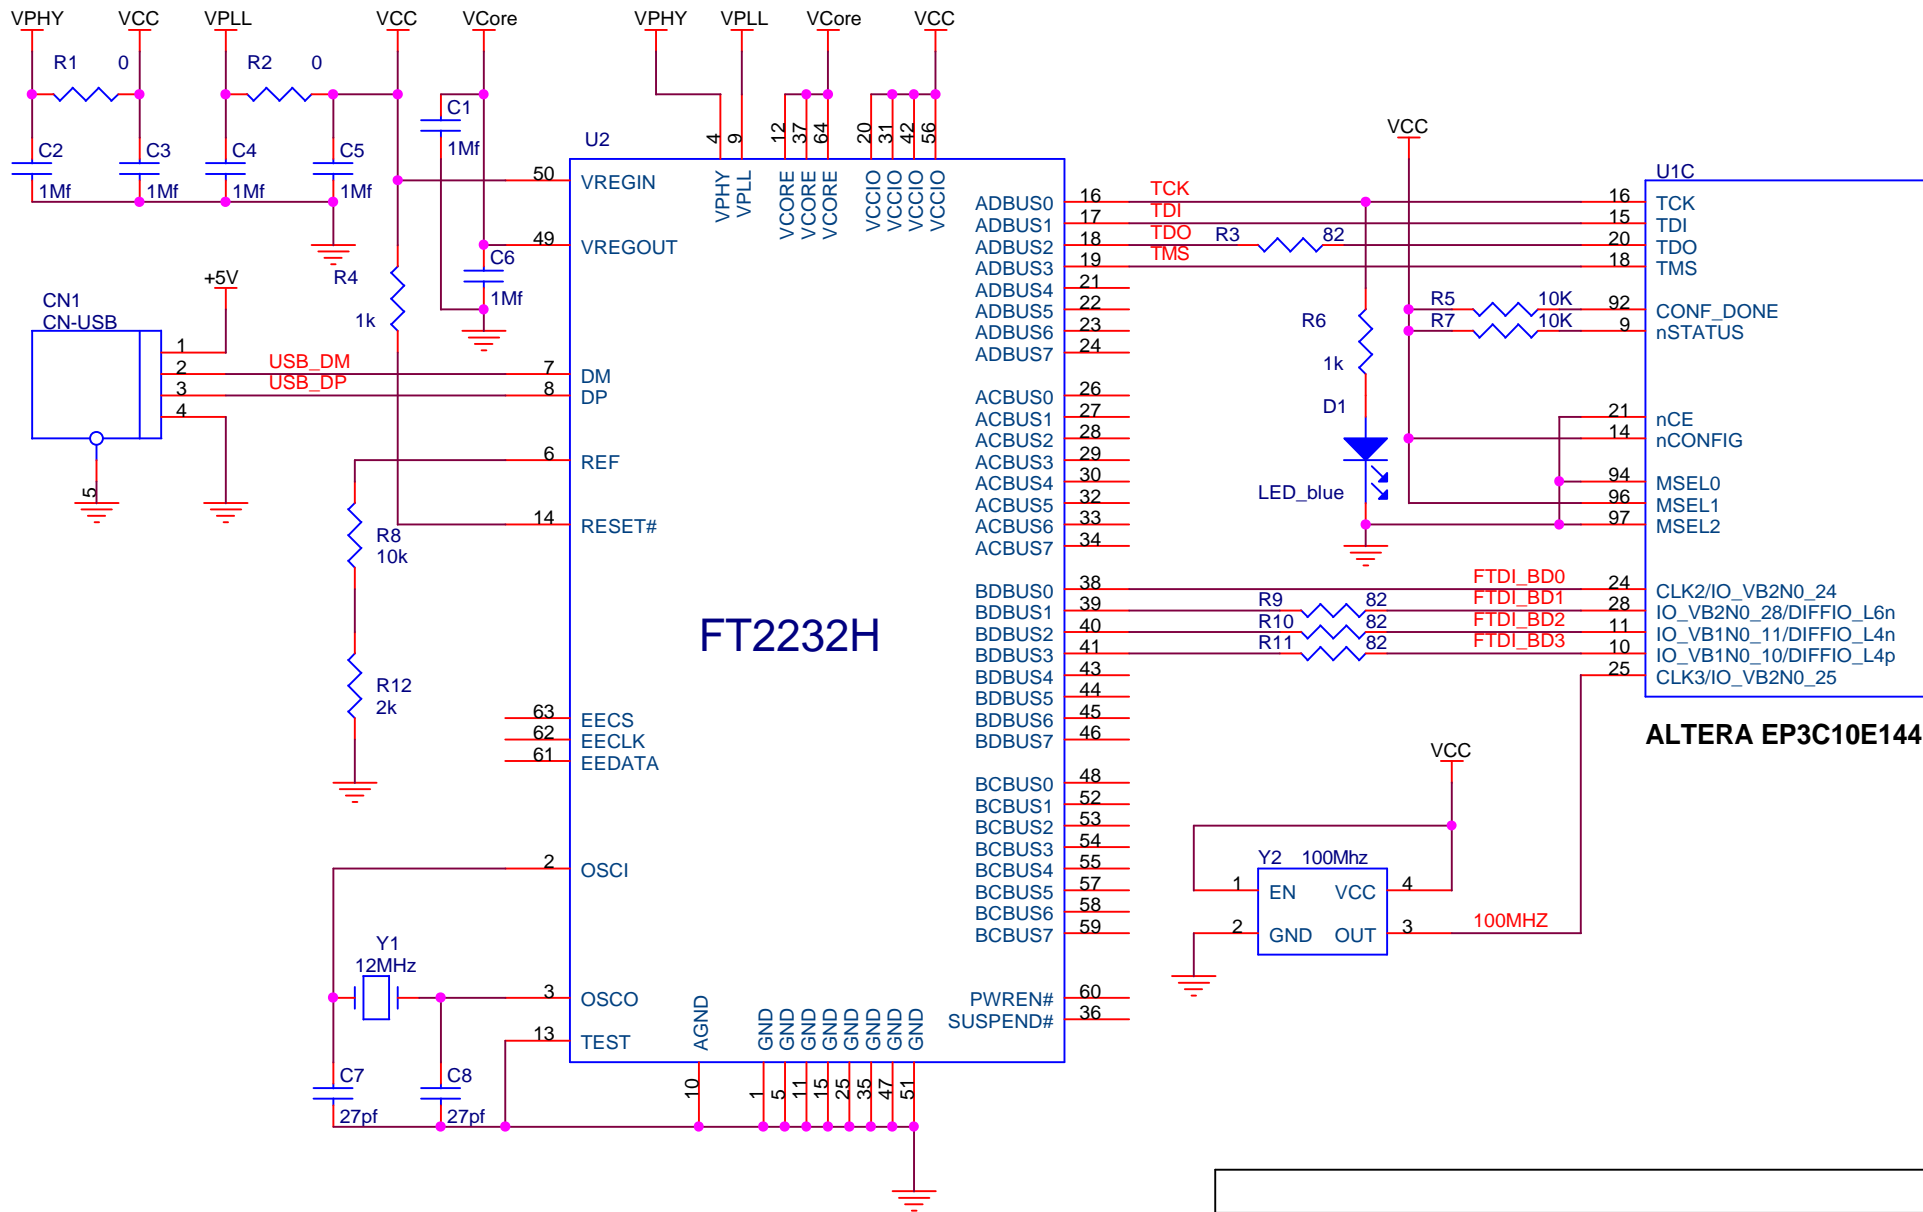 VPHY VCC VPLL VCC VCore VPHY VPLL VCore VCC
R1 0 R2 0
C2 1Mf C3 1Mf C4 1Mf C5 1Mf C1 1Mf
VCC
U2
4 9 12 37 64 20 31 42 56
VPHY VPLL VCORE VCORE VCORE VCCIO VCCIO VCCIO VCCIO
50 VREGIN
49 VREGOUT
C6 1Mf
R4 1k
+5V
CN1
CN-USB
1
2 USB_DM 7 DM
3 USB_DP 8 DP
4
5
6 REF
14 RESET#
R8
10k
R12
2k
FT2232H
63 EECS
62 EECLK
61 EEDATA
2 OSCI
Y1
12MHz
3 OSCO
13 TEST
C7 27pf C8 27pf
AGND GND GND GND GND GND GND GND GND
10 1 5 11 15 25 35 47 51
ADBUS0 16 TCK
ADBUS1 17 TDI
ADBUS2 18 TDO R3 82
ADBUS3 19 TMS
ADBUS4 21
ADBUS5 22
ADBUS6 23
ADBUS7 24
ACBUS0 26
ACBUS1 27
ACBUS2 28
ACBUS3 29
ACBUS4 30
ACBUS5 32
ACBUS6 33
ACBUS7 34
BDBUS0 38
BDBUS1 39
BDBUS2 40
BDBUS3 41
BDBUS4 43
BDBUS5 44
BDBUS6 45
BDBUS7 46
BCBUS0 48
BCBUS1 52
BCBUS2 53
BCBUS3 54
BCBUS4 55
BCBUS5 57
BCBUS6 58
BCBUS7 59
PWREN# 60
SUSPEND# 36
R6
1k
D1
LED_blue
U1C
16 TCK
15 TDI
20 TDO
18 TMS
R5 10K 92 CONF_DONE
R7 10K 9 nSTATUS
21 nCE
14 nCONFIG
94 MSEL0
96 MSEL1
97 MSEL2
FTDI_BD0 24 CLK2/IO_VB2N0_24
R9 82 FTDI_BD1 28 IO_VB2N0_28/DIFFIO_L6n
R10 82 FTDI_BD2 11 IO_VB1N0_11/DIFFIO_L4n
R11 82 FTDI_BD3 10 IO_VB1N0_10/DIFFIO_L4p
25 CLK3/IO_VB2N0_25
ALTERA EP3C10E144
VCC
Y2 100Mhz
1 EN VCC 4
2 GND OUT 3 100MHZ